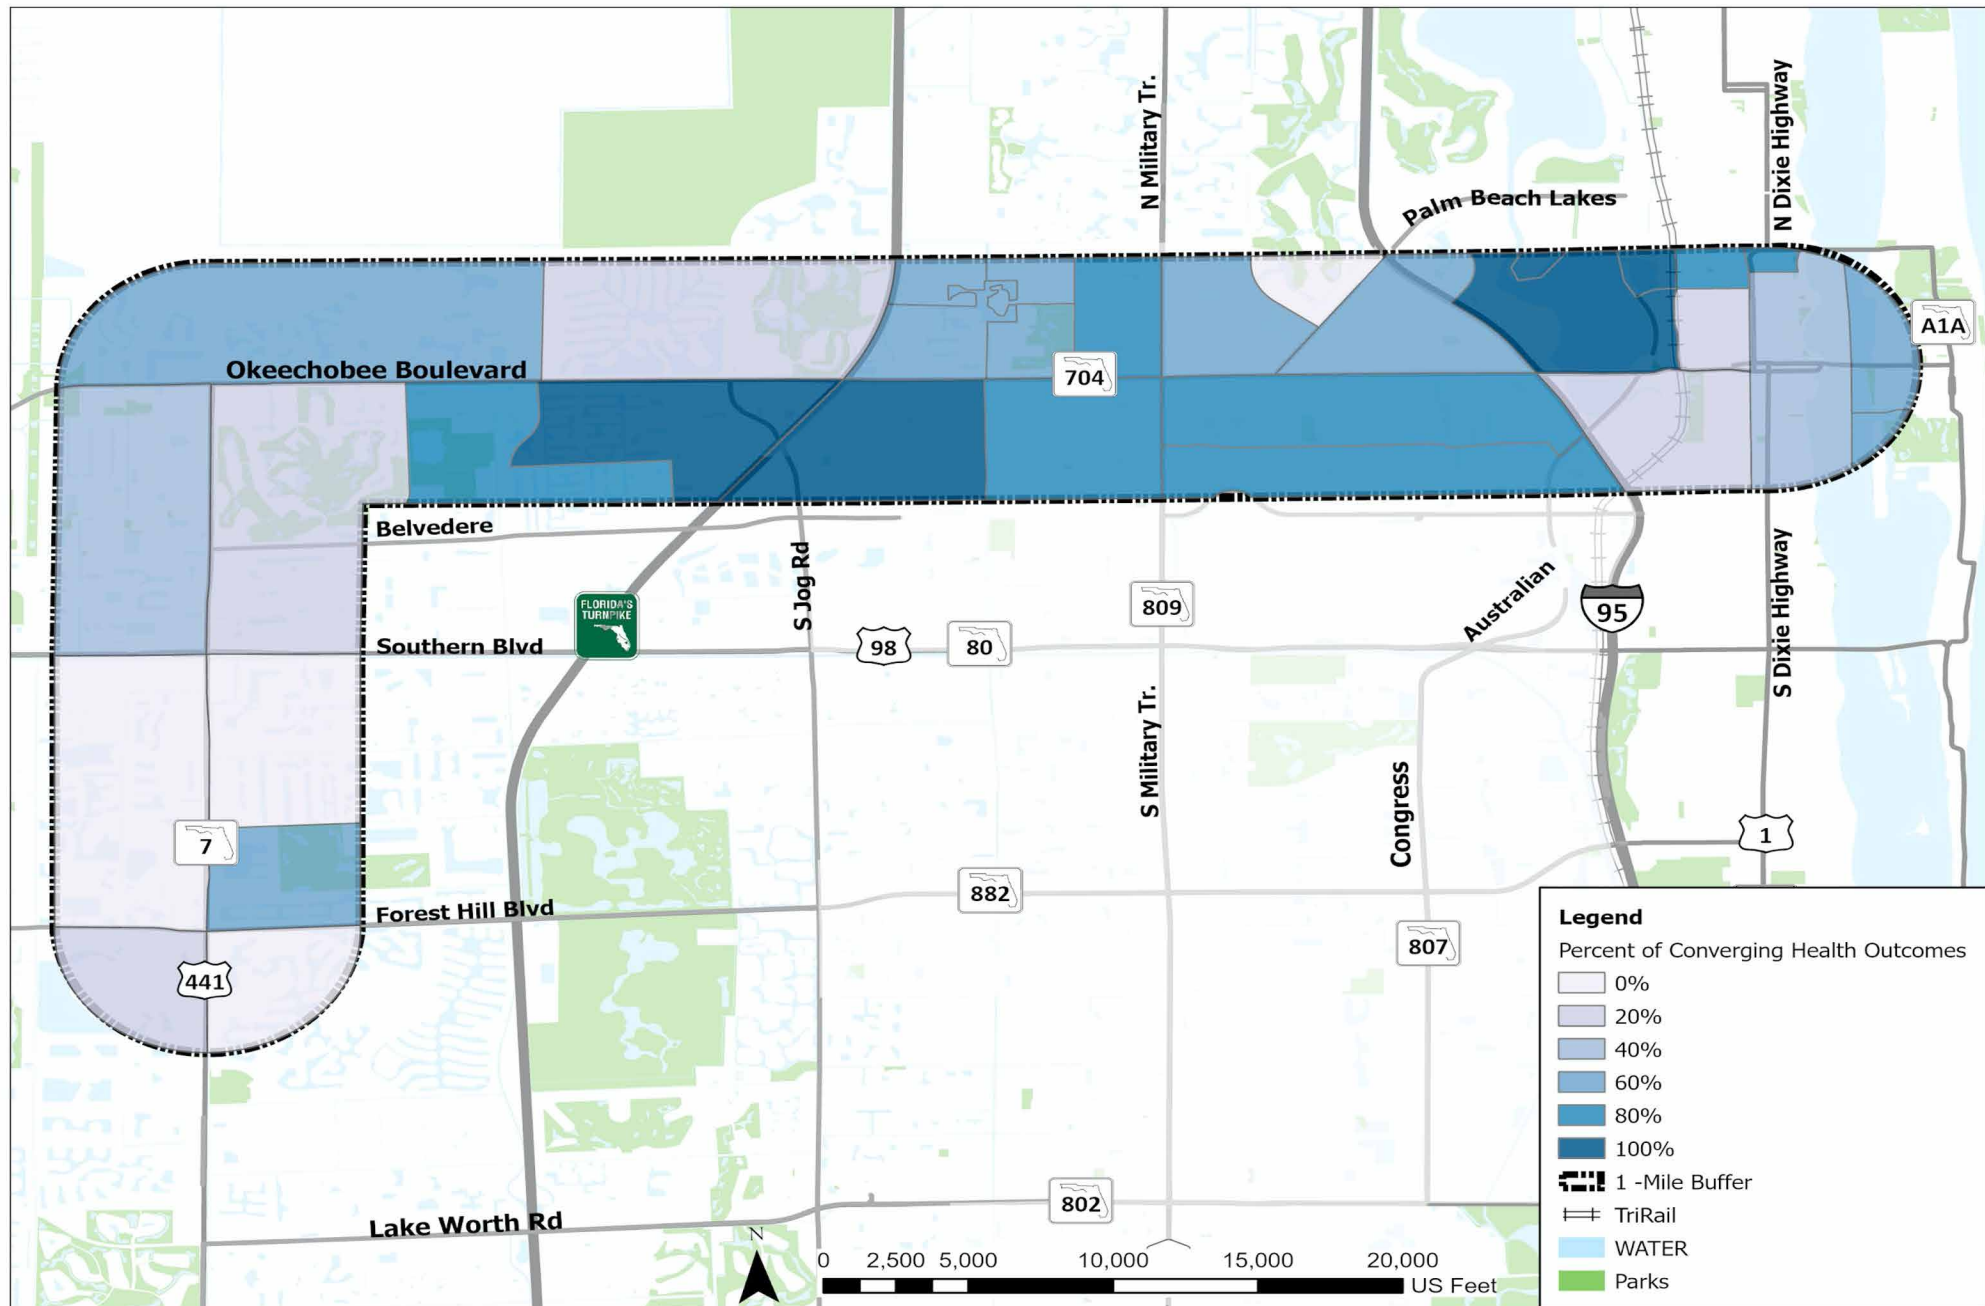 N Military Tr.
N Dixie Highway
Palm Beach Lakes
A1A
Okeechobee Boulevard
704
Belvedere
S Jog Rd
FLORIDA'S
TURNPIKE
809
Australian
95
S Dixie Highway
Southern Blvd
98
80
S Military Tr.
Congress
7
1
882
Forest Hill Blvd
807
441
802
Lake Worth Rd
N
0 2,500 5,000 10,000 15,000 20,000
US Feet
Legend
Percent of Converging Health Outcomes
0%
20%
40%
60%
80%
100%
1 -Mile Buffer
TriRail
WATER
Parks